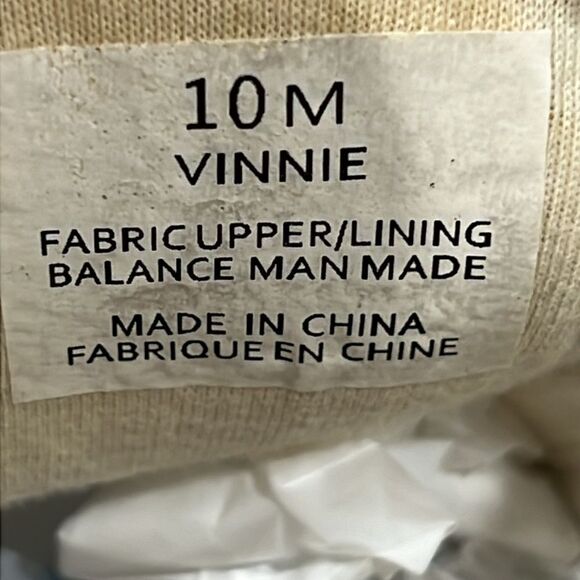 10 M
VINNIE
FABRIC UPPER/LINING
BALANCE MAN MADE
MADE IN CHINA
FABRIQUE EN CHINE